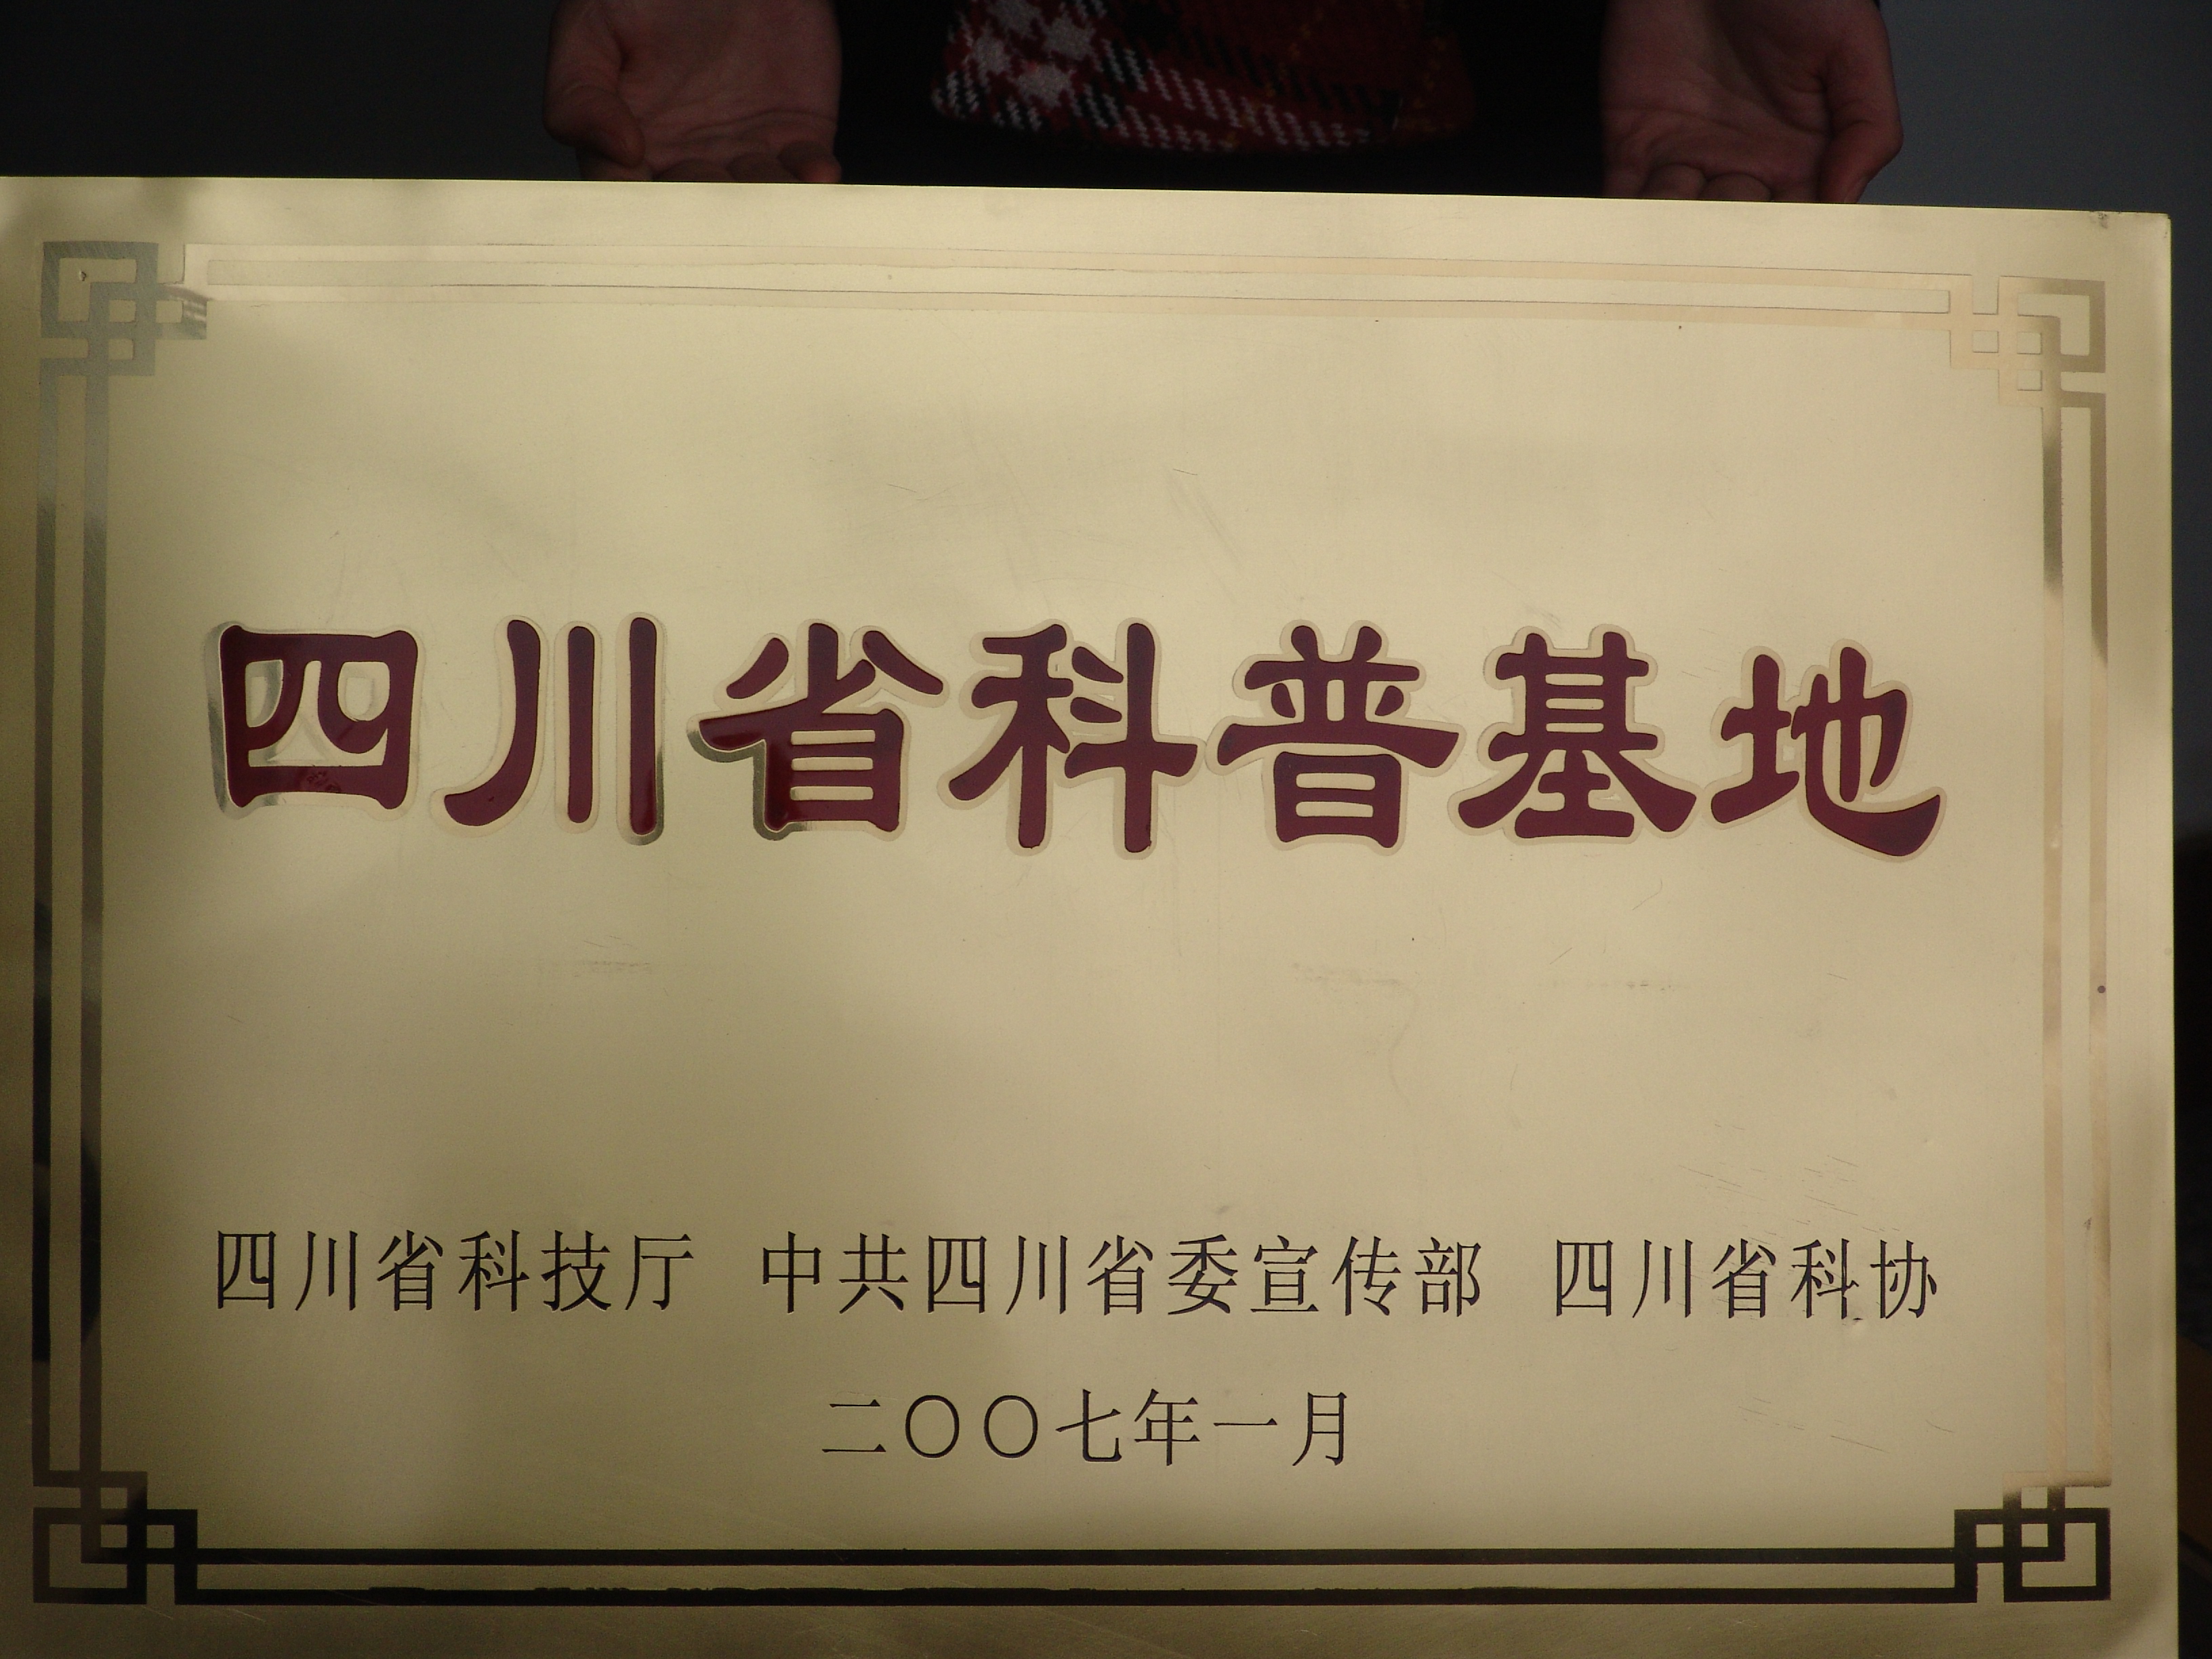 四川省科普基地
四川省科技厅 中共四川省委宣传部 四川省科协
二〇〇七年一月